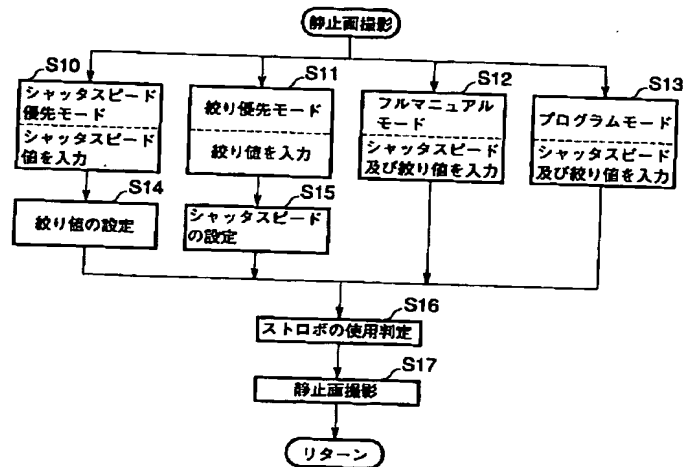 静止画撮影
S10
シャッタスピード
優先モード
シャッタスピード
値を入力
S11
絞り優先モード
絞り値を入力
S12
フルマニュアル
モード
シャッタスピード
及び絞り値を入力
S13
プログラムモード
シャッタスピード
及び絞り値を入力
S14
絞り値の設定
S15
シャッタスピード
の設定
S16
ストロボの使用判定
S17
静止画撮影
リターン